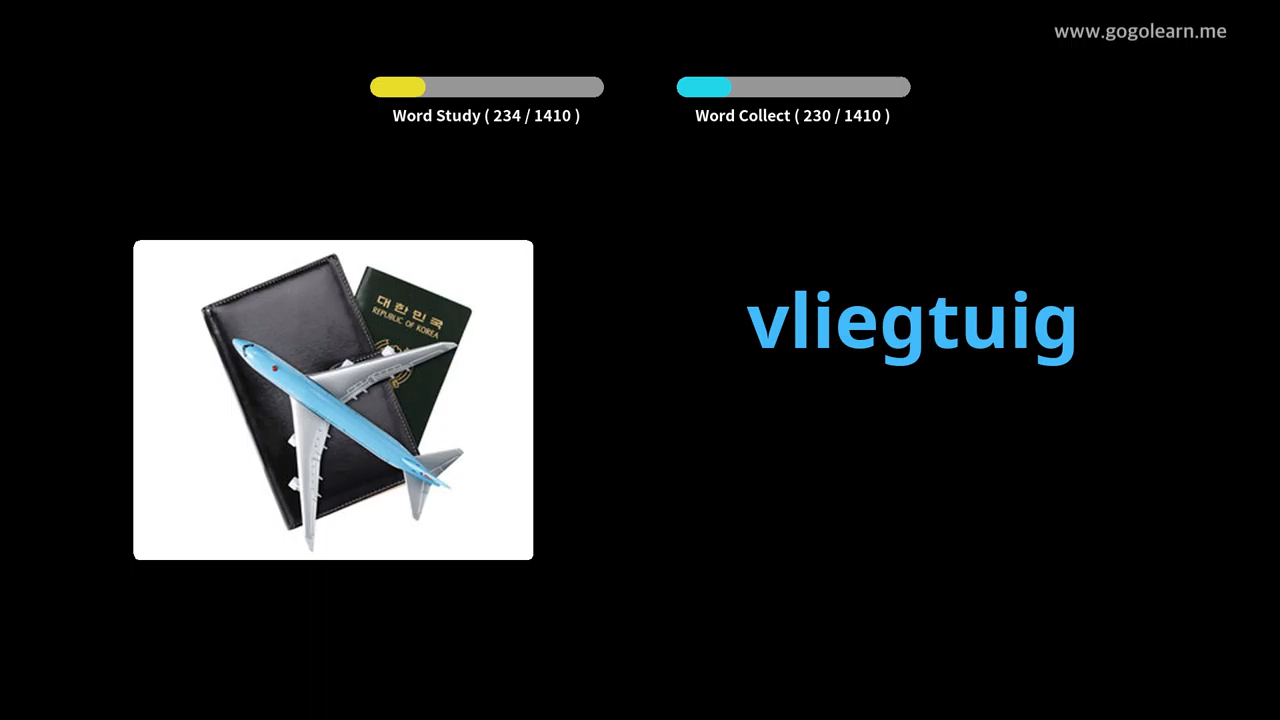 www.gogolearn.me
Word Study ( 234 / 1410 )
Word Collect ( 230 / 1410 )
대한민국
REPUBLIC OF KOREA
vliegtuig